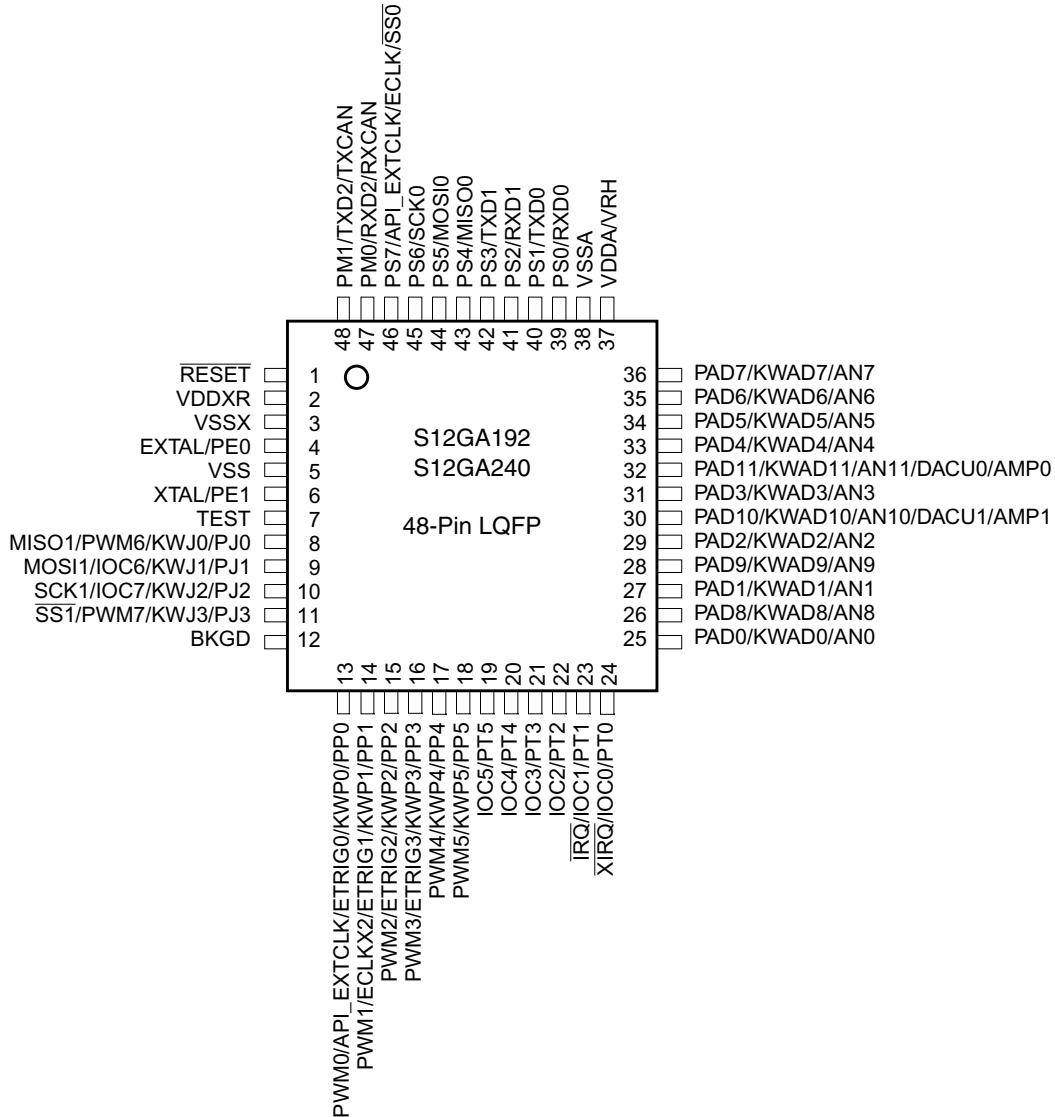 PM1/TXD2/TXCAN
PM0/RXD2/RXCAN
PS7/API_EXTCLK/ECLK/SS0
PS6/SCK0
PS5/MOSI0
PS4/MISO0
PS3/TXD1
PS2/RXD1
PS1/TXD0
PS0/RXD0
VSSA
VDDA/VRH
48
47
46
45
44
43
42
41
40
39
38
37
RESET 1
VDDXR 2
VSSX 3
EXTAL/PE0 4
VSS 5
XTAL/PE1 6
TEST 7
MISO1/PWM6/KWJ0/PJ0 8
MOSI1/IOC6/KWJ1/PJ1 9
SCK1/IOC7/KWJ2/PJ2 10
SS1/PWM7/KWJ3/PJ3 11
BKGD 12
S12GA192
S12GA240
48-Pin LQFP
36 PAD7/KWAD7/AN7
35 PAD6/KWAD6/AN6
34 PAD5/KWAD5/AN5
33 PAD4/KWAD4/AN4
32 PAD11/KWAD11/AN11/DACU0/AMP0
31 PAD3/KWAD3/AN3
30 PAD10/KWAD10/AN10/DACU1/AMP1
29 PAD2/KWAD2/AN2
28 PAD9/KWAD9/AN9
27 PAD1/KWAD1/AN1
26 PAD8/KWAD8/AN8
25 PAD0/KWAD0/AN0
13
14
15
16
17
18
19
20
21
22
23
24
PWM0/API_EXTCLK/ETRIG0/KWP0/PP0
PWM1/ECLKX2/ETRIG1/KWP1/PP1
PWM2/ETRIG2/KWP2/PP2
PWM3/ETRIG3/KWP3/PP3
PWM4/KWP4/PP4
PWM5/KWP5/PP5
IOC5/PT5
IOC4/PT4
IOC3/PT3
IOC2/PT2
IRQ/IOC1/PT1
XIRQ/IOC0/PT0